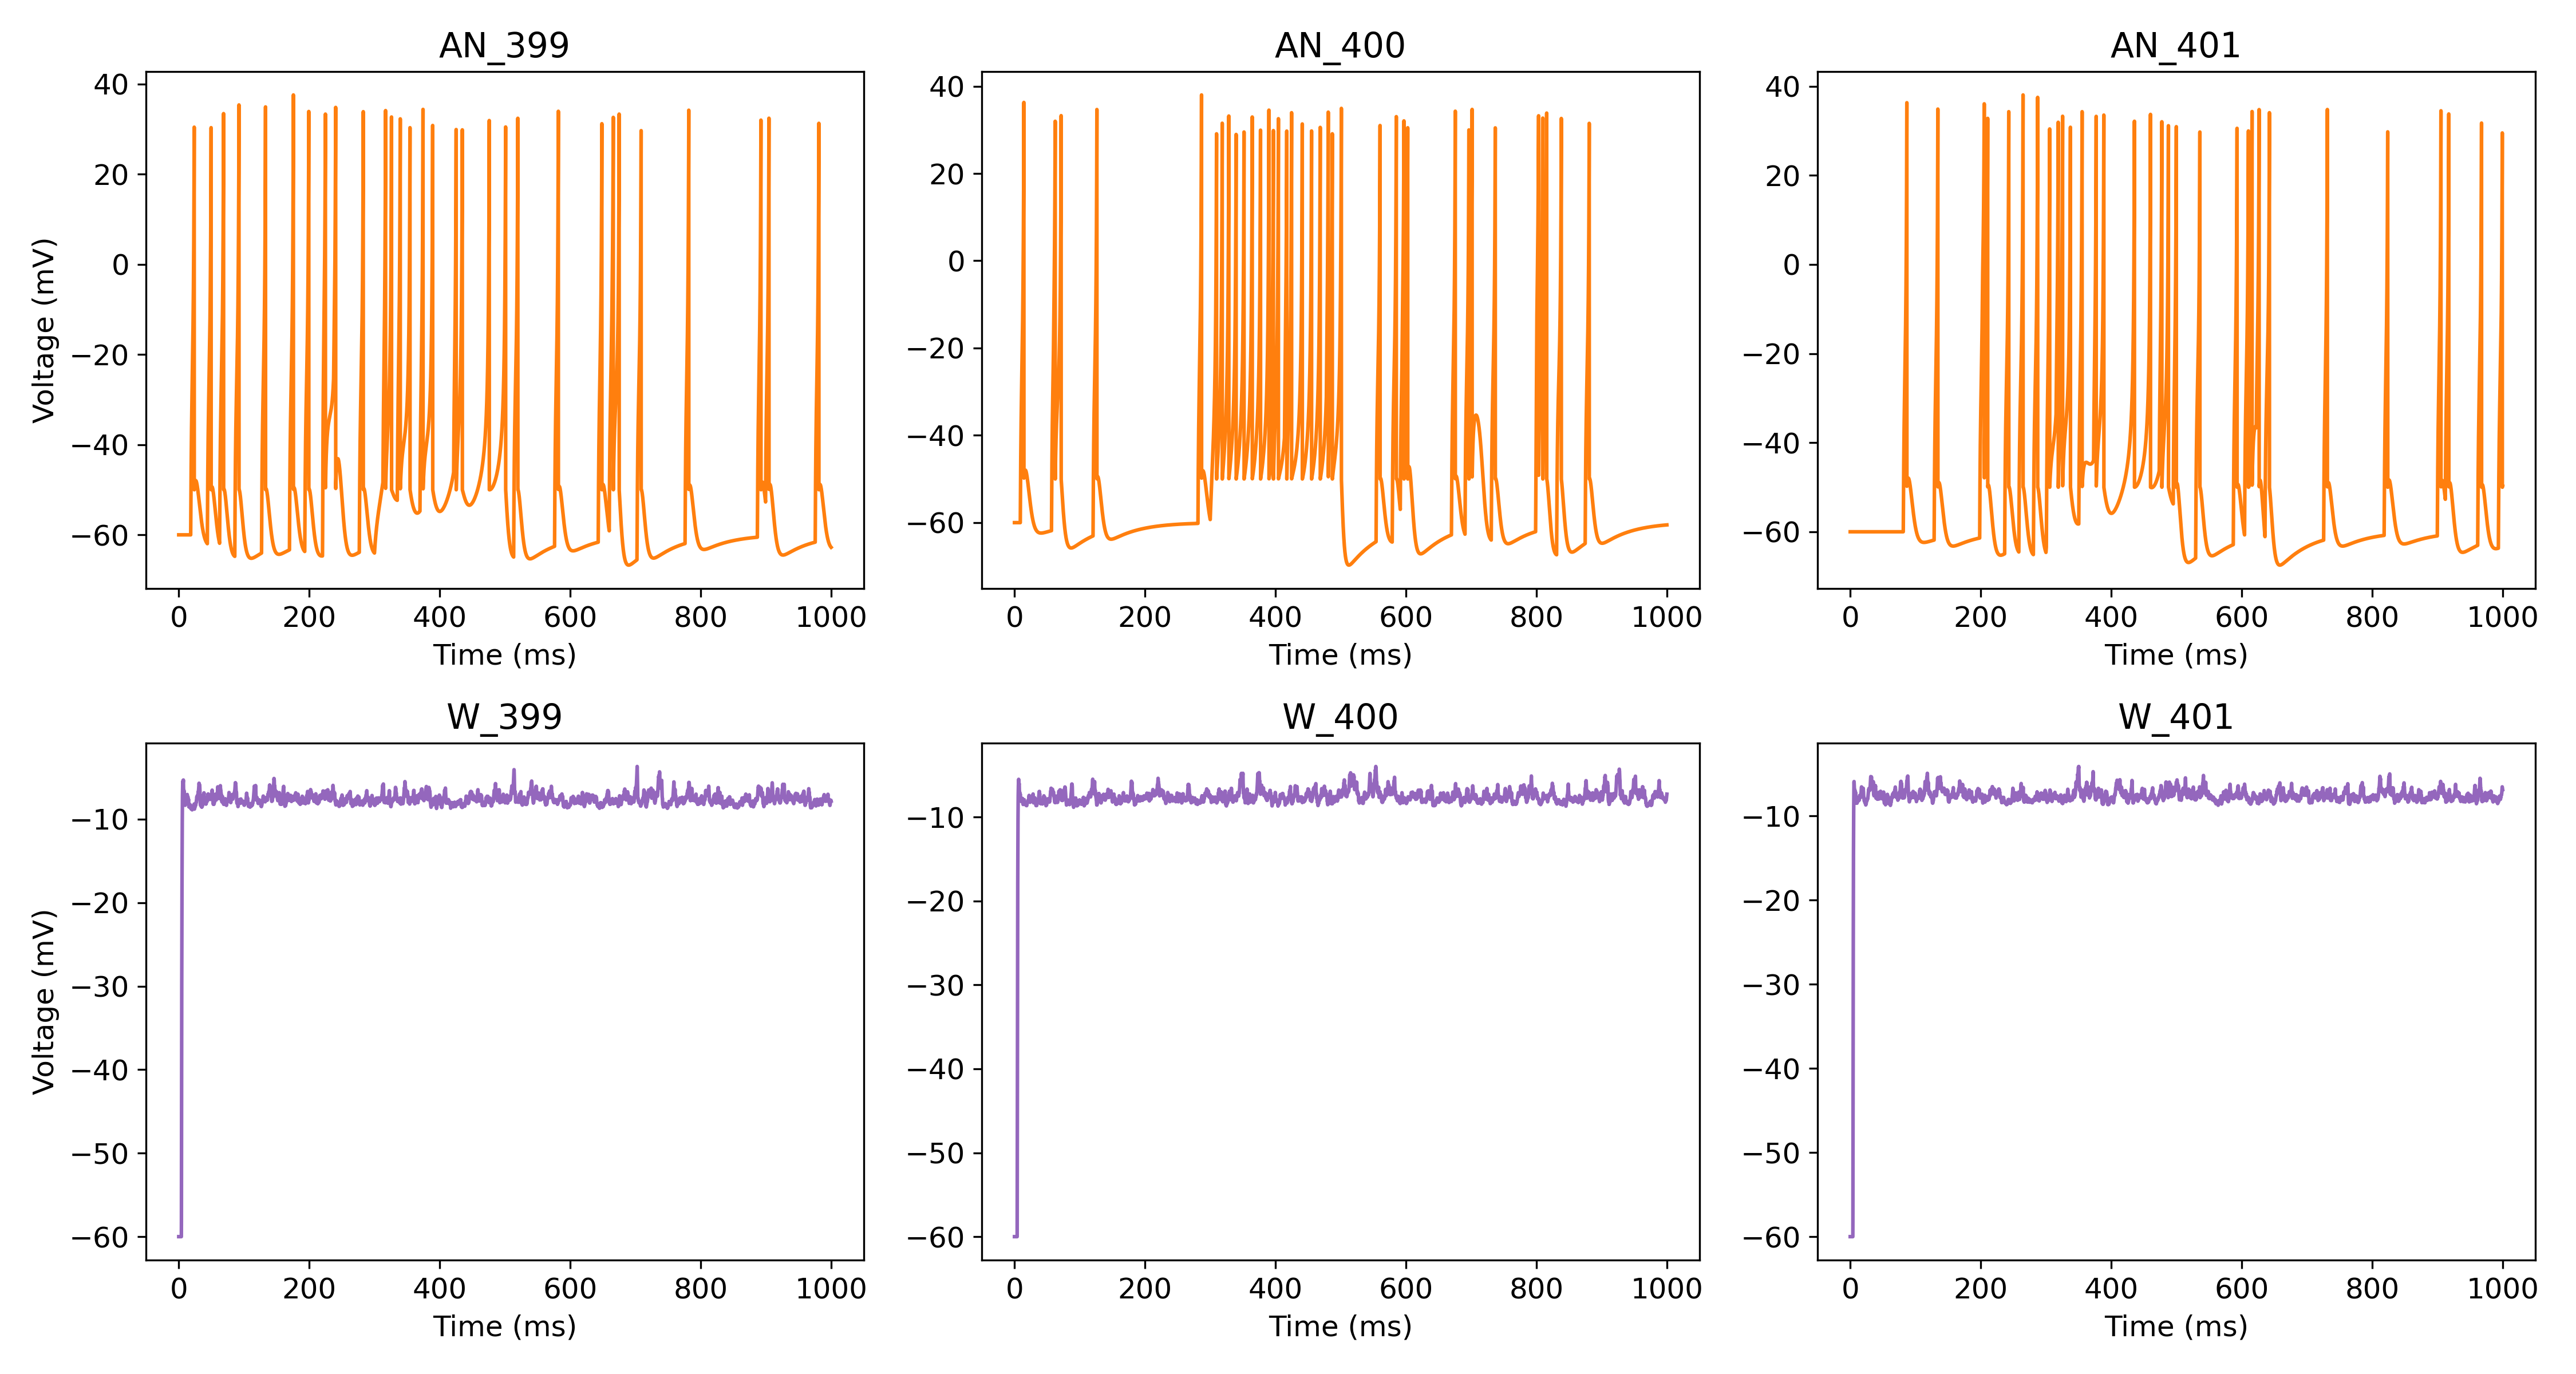 AN_399 AN_400 AN_401
40 40 40
20 20 20
0 0 0
−20 −20 −20
−40 −40 −40
−60 −60 −60
Voltage (mV)
0 200 400 600 800 1000 0 200 400 600 800 1000 0 200 400 600 800 1000
Time (ms) Time (ms) Time (ms)
W_399 W_400 W_401
−10 −10 −10
−20 −20 −20
−30 −30 −30
−40 −40 −40
−50 −50 −50
−60 −60 −60
Voltage (mV)
0 200 400 600 800 1000 0 200 400 600 800 1000 0 200 400 600 800 1000
Time (ms) Time (ms) Time (ms)